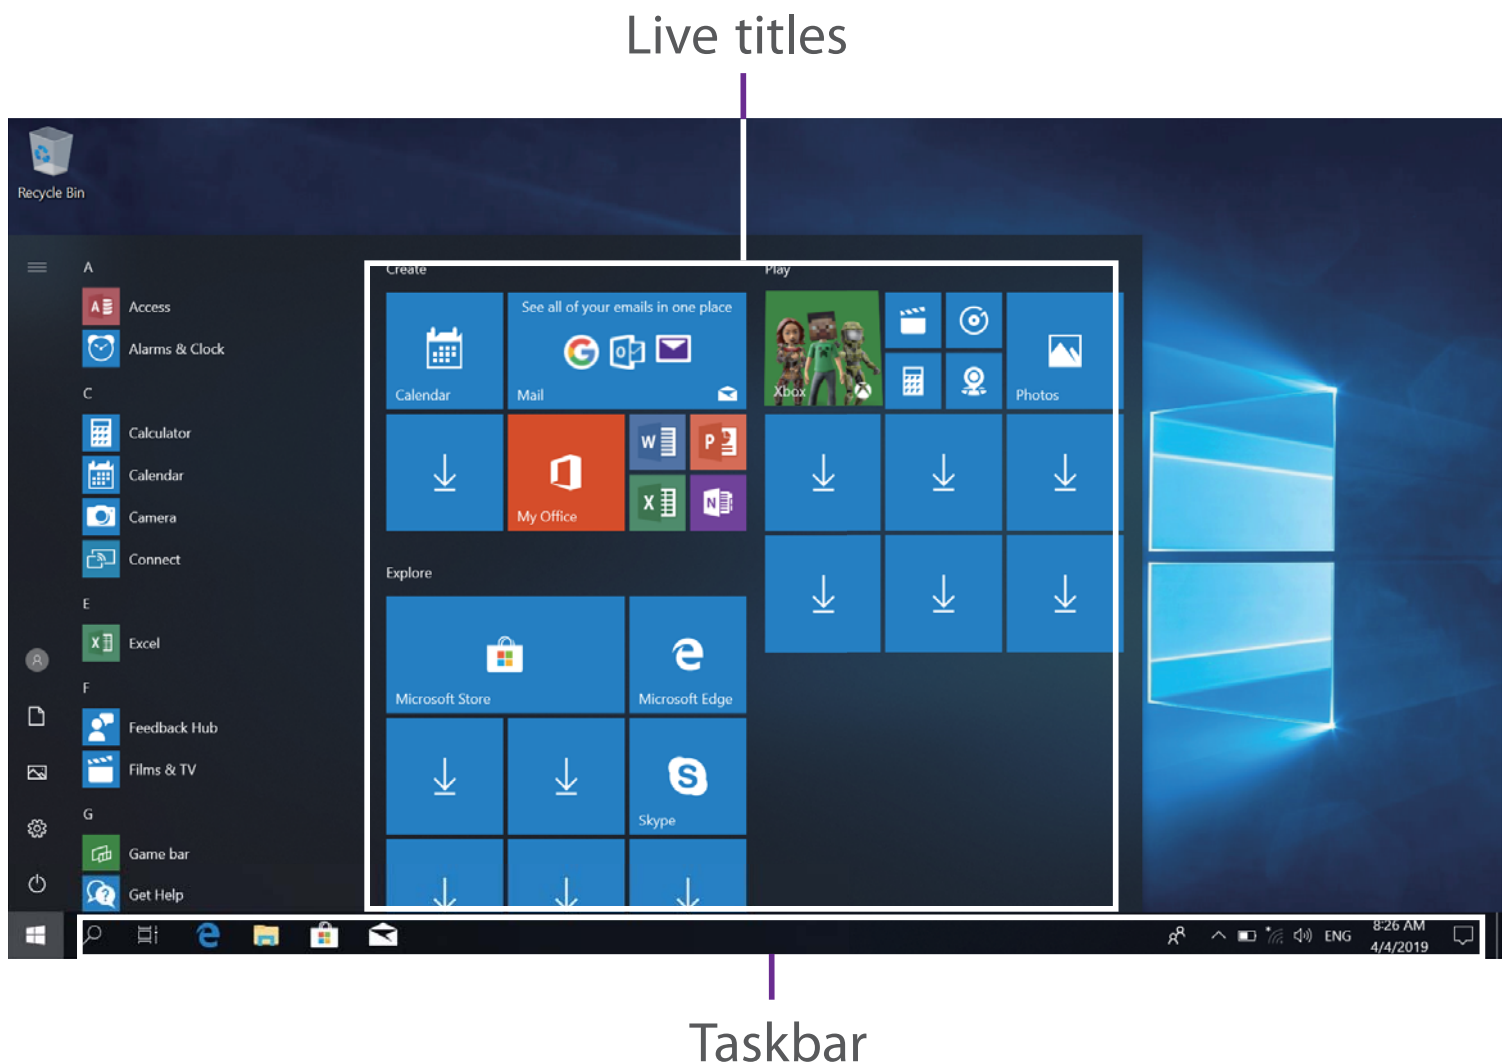 Live titles
Recycle Bin
A
Access
Alarms & Clock
C
Calculator
Calendar
Camera
Connect
E
Excel
F
Feedback Hub
Films & TV
G
Game bar
Get Help
Create
Calendar
See all of your emails in one place
Mail
My Office
Explore
Microsoft Store
Microsoft Edge
Skype
Play
Xbox
Photos
ENG
8:26 AM
4/4/2019
Taskbar